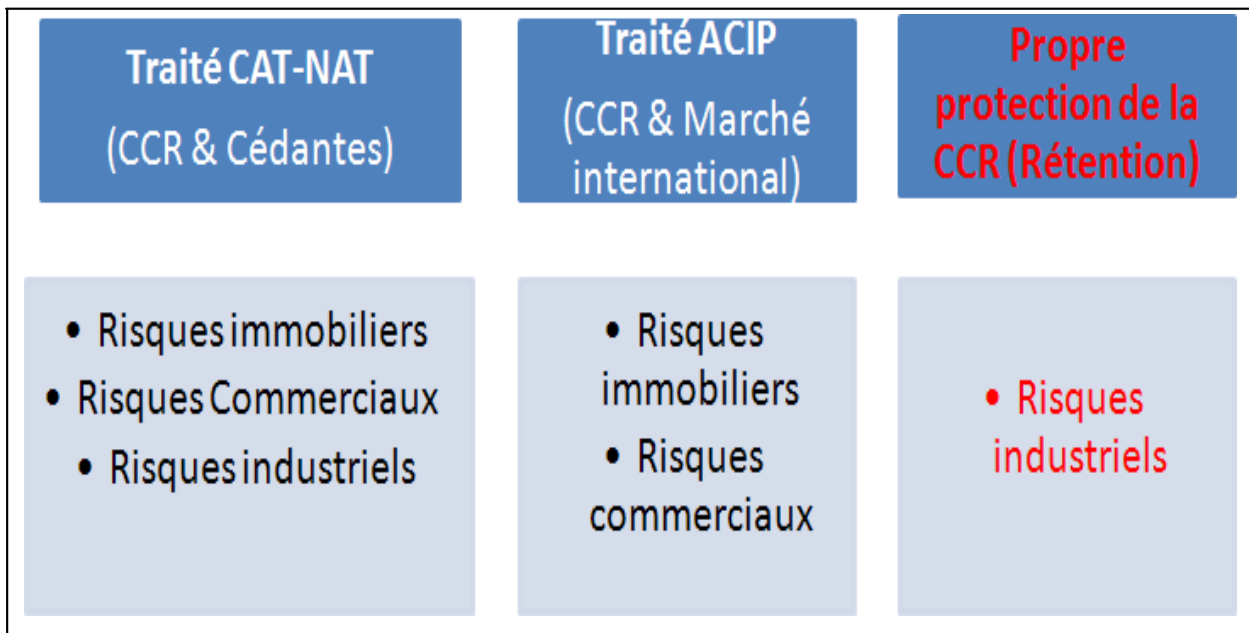 Traité CAT-NAT
(CCR & Cédantes)
• Risques immobiliers
• Risques Commerciaux
• Risques industriels
Traité ACIP
(CCR & Marché
international)
• Risques
immobiliers
• Risques
commerciaux
Propre
protection de la
CCR (Rétention)
• Risques
industriels